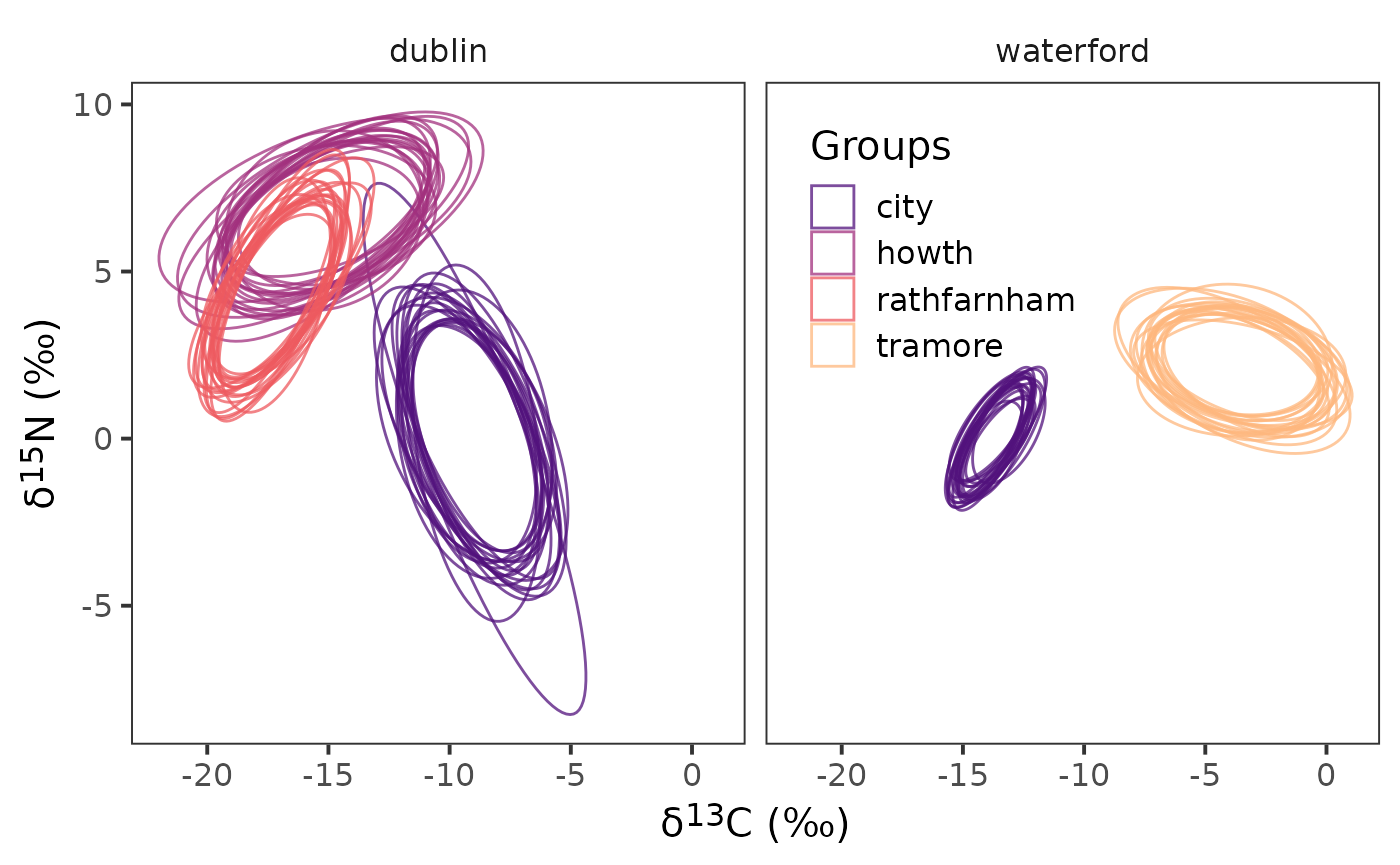 dublin
waterford
10
5
0
-5
δ¹⁵N (‰)
Groups
city
howth
rathfarnham
tramore
-20 -15 -10 -5 0
-20 -15 -10 -5 0
δ¹³C (‰)